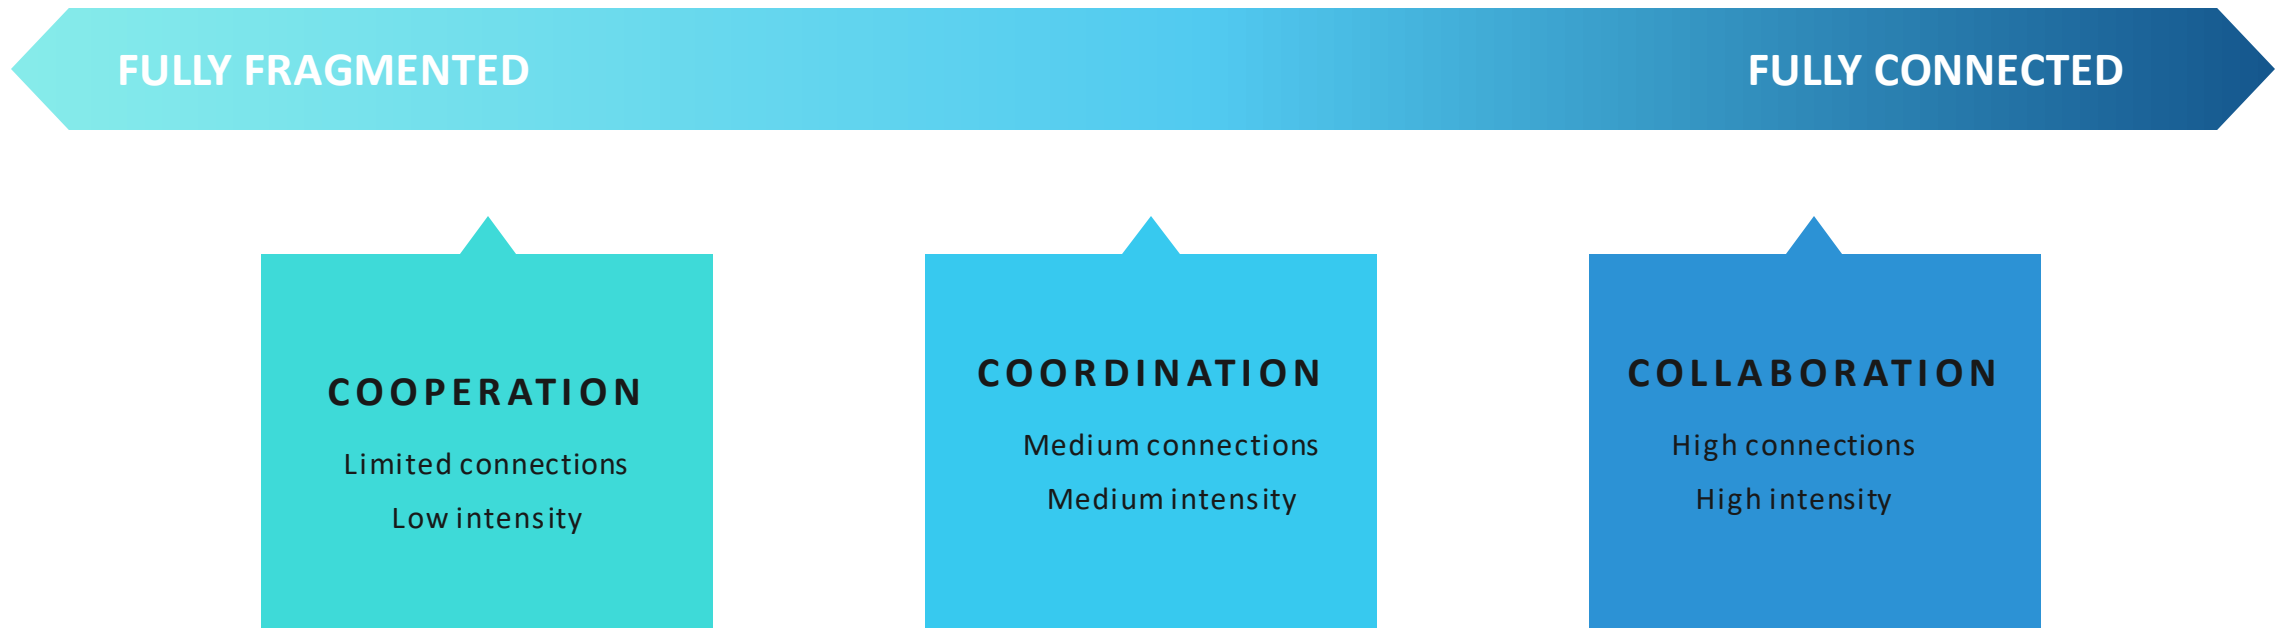 FULLY FRAGMENTED
FULLY CONNECTED
COOPERATION
Limited connections
Low intensity
COORDINATION
Medium connections
Medium intensity
COLLABORATION
High connections
High intensity